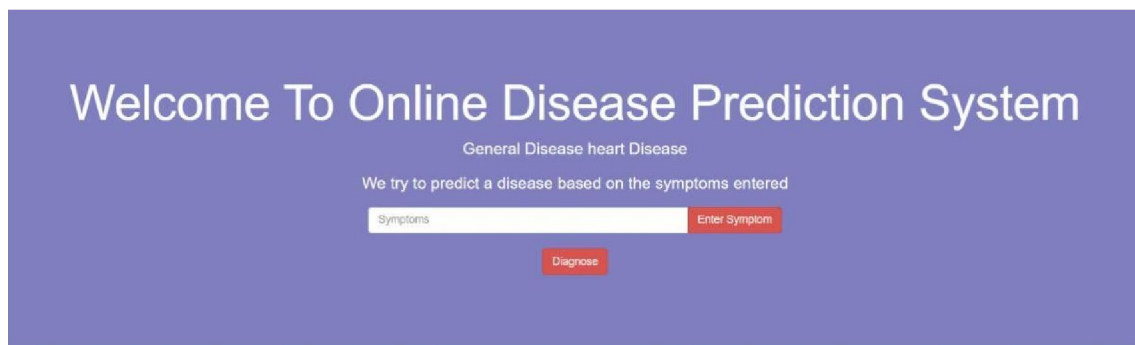 Welcome To Online Disease Prediction System
General Disease heart Disease
We try to predict a disease based on the symptoms entered
Symptoms Enter Symptom
Diagnose